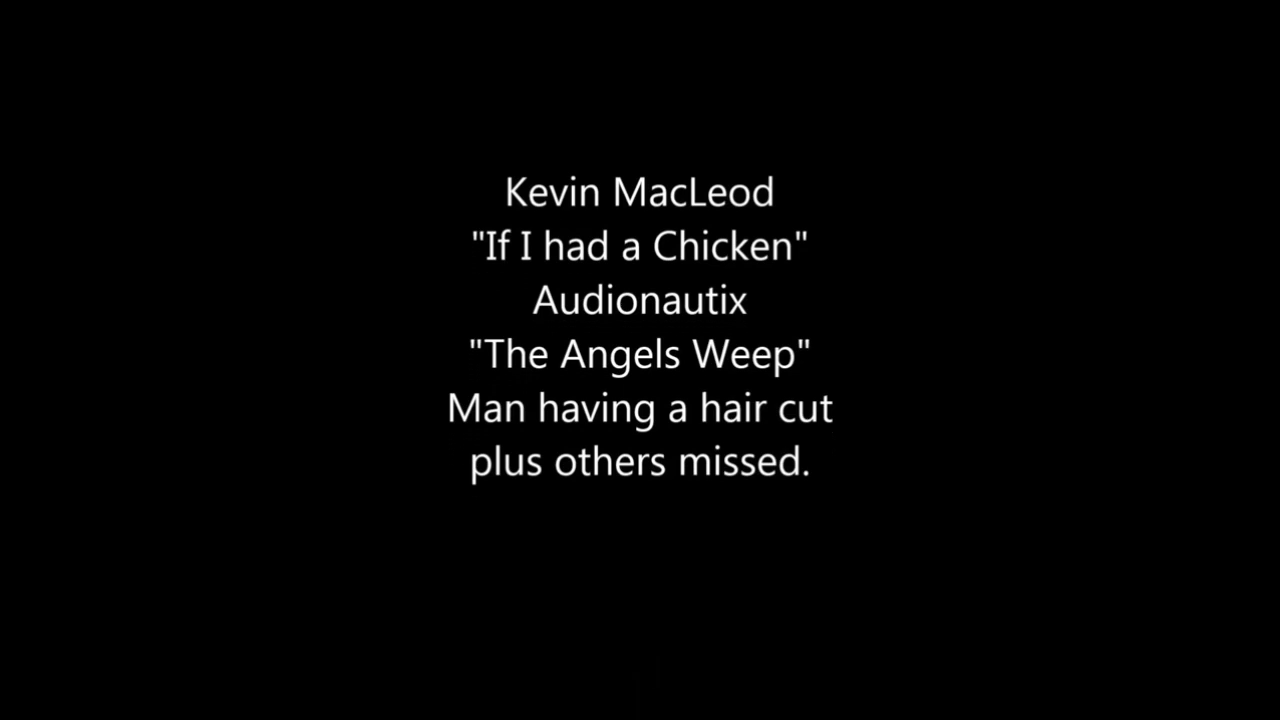 Kevin MacLeod
"If I had a Chicken"
Audionautix
"The Angels Weep"
Man having a hair cut
plus others missed.